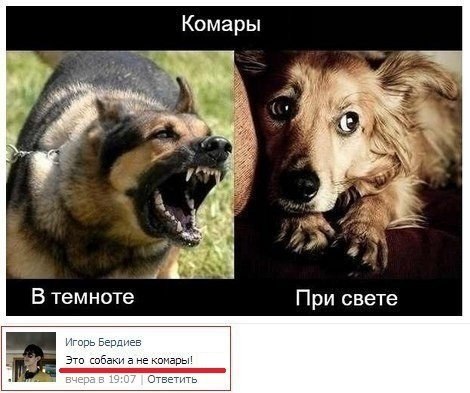 Комары
В темноте
При свете
Игорь Бердиев
Это собаки а не комары!
вчера в 19:07 | Ответить